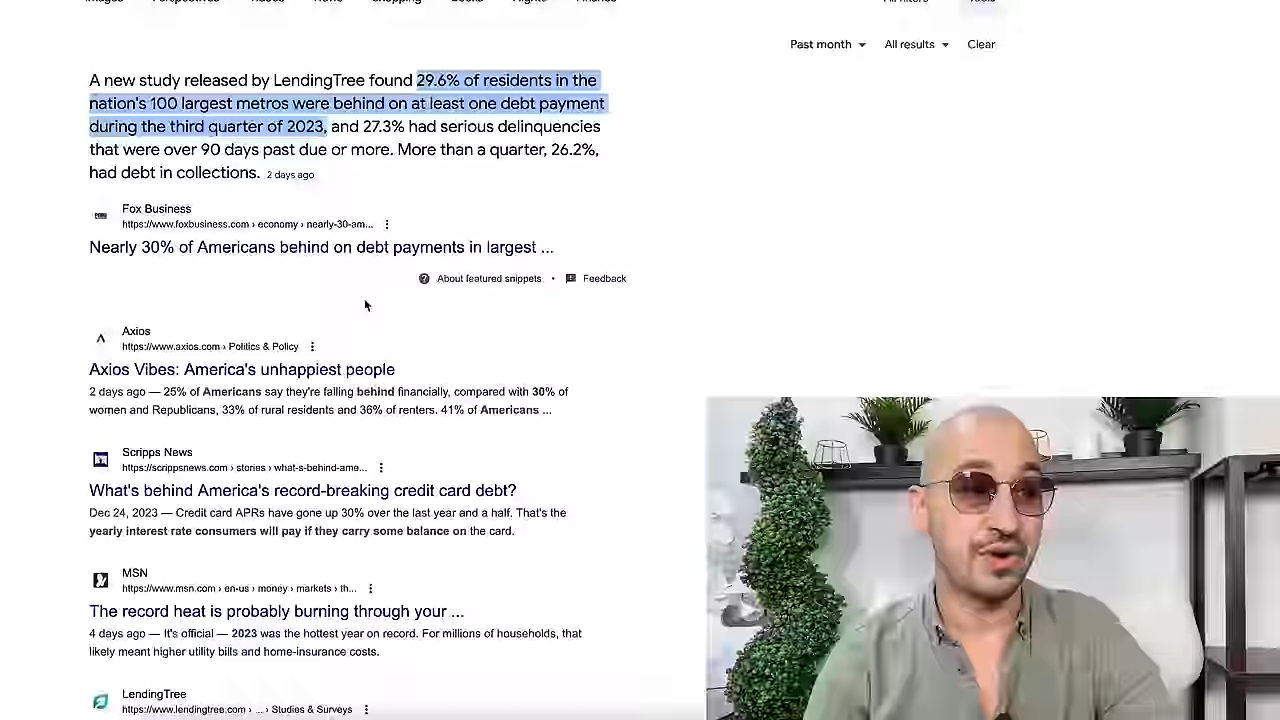 Images Perspectives Videos News Shopping Books Flights Finance
All filters Tools
Past month All results Clear
A new study released by LendingTree found 29.6% of residents in the
nation's 100 largest metros were behind on at least one debt payment
during the third quarter of 2023, and 27.3% had serious delinquencies
that were over 90 days past due or more. More than a quarter, 26.2%,
had debt in collections. 2 days ago
Fox Business
https://www.foxbusiness.com › economy › nearly-30-am...
Nearly 30% of Americans behind on debt payments in largest ...
About featured snippets • Feedback
Axios
https://www.axios.com › Politics & Policy
Axios Vibes: America's unhappiest people
2 days ago — 25% of Americans say they're falling behind financially, compared with 30% of
women and Republicans, 33% of rural residents and 36% of renters. 41% of Americans ...
Scripps News
https://scrippsnews.com › stories › what-s-behind-ame...
What's behind America's record-breaking credit card debt?
Dec 24, 2023 — Credit card APRs have gone up 30% over the last year and a half. That's the
yearly interest rate consumers will pay if they carry some balance on the card.
MSN
https://www.msn.com › en-us › money › markets › th...
The record heat is probably burning through your ...
4 days ago — It's official — 2023 was the hottest year on record. For millions of households, that
likely meant higher utility bills and home-insurance costs.
LendingTree
https://www.lendingtree.com › ... › Studies & Surveys